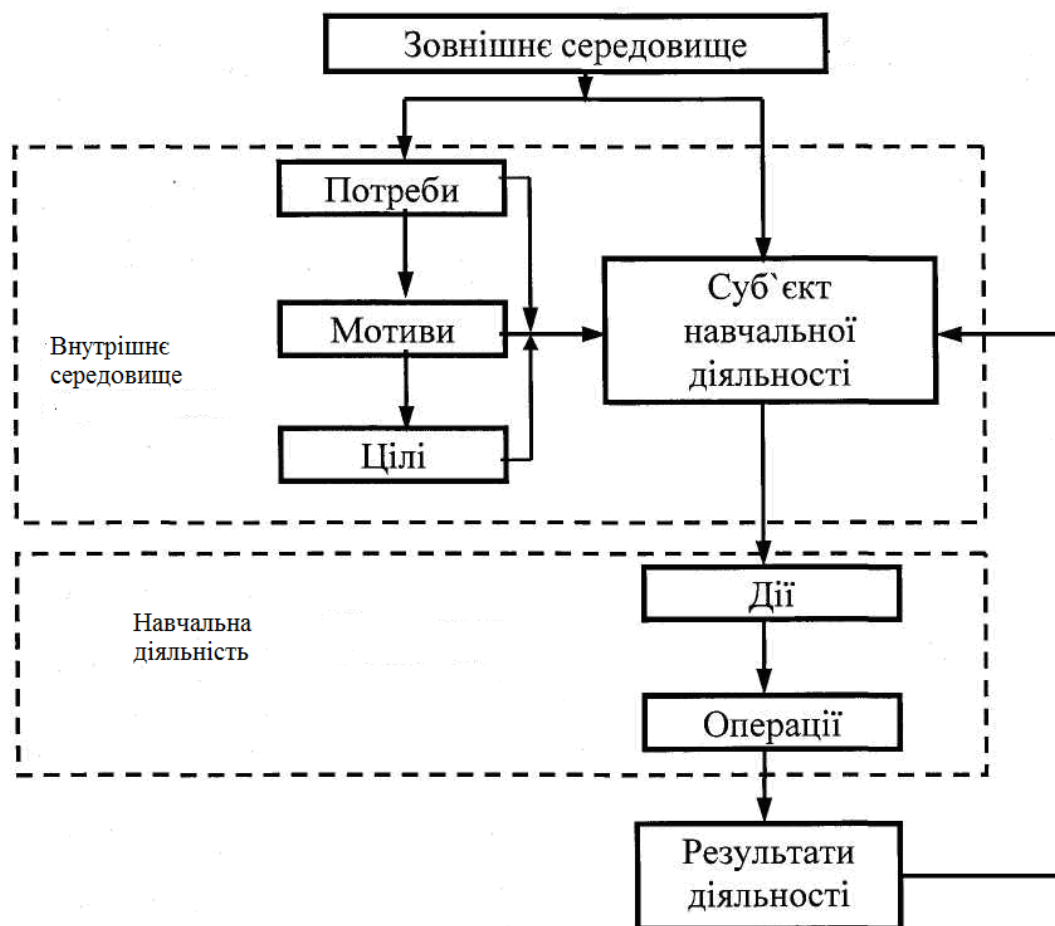 Зовнішнє середовище
Потреби
Мотиви
Цілі
Внутрішнє
середовище
Суб`єкт
навчальної
діяльності
Навчальна
діяльність
Дії
Операції
Результати
діяльності